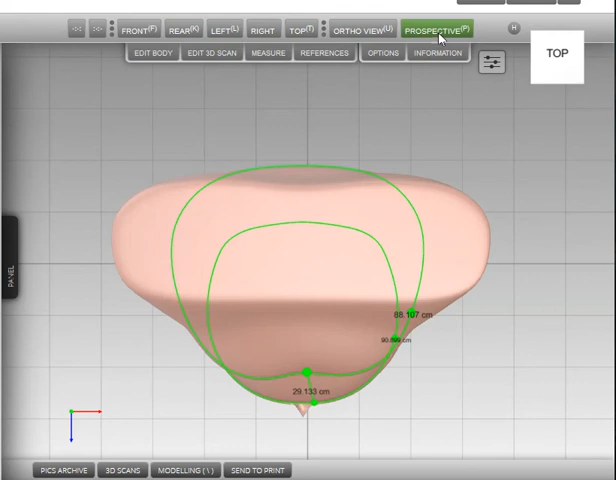 FRONT(F) REAR(K) LEFT(L) RIGHT TOP(T) ORTHO VIEW(U) PROSPECTIVE(P) H
EDIT BODY EDIT 3D SCAN MEASURE REFERENCES OPTIONS INFORMATION
TOP
PANEL
88.107 cm
cm
29.133 cm
PICS ARCHIVE 3D SCANS MODELLING ( \ ) SEND TO PRINT